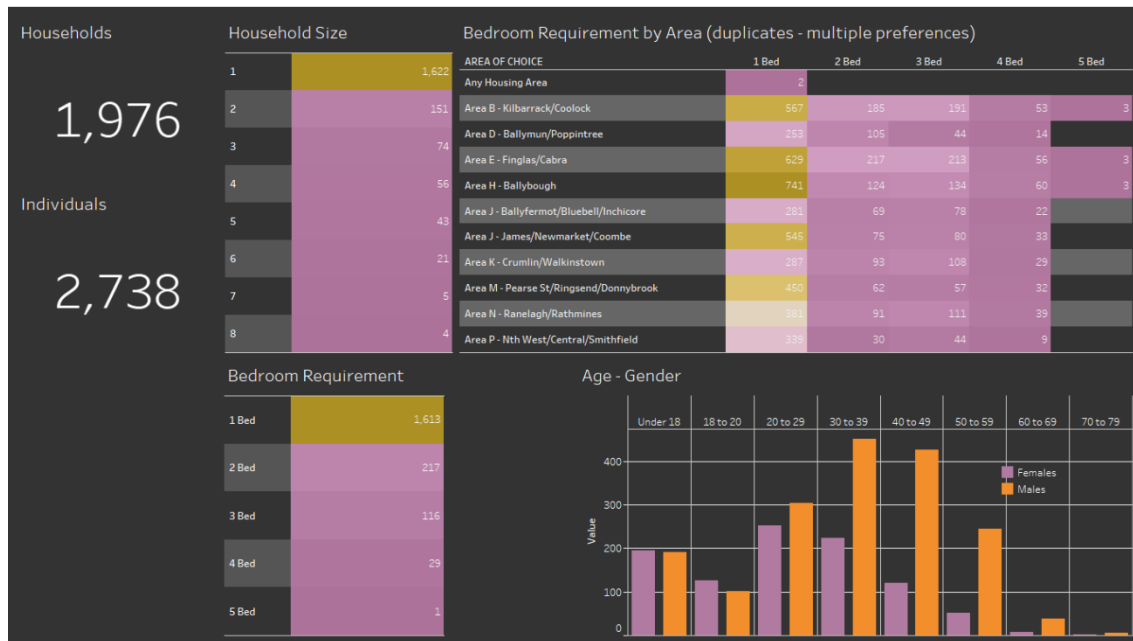 Households
1,976
Individuals
2,738
Household Size
1 1,622
2 151
3 74
4 56
5 43
6 21
7 5
8 4
Bedroom Requirement by Area (duplicates - multiple preferences)
AREA OF CHOICE 1 Bed 2 Bed 3 Bed 4 Bed 5 Bed
Any Housing Area 2
Area B - Kilbarrack/Coolock 567 185 191 53 3
Area D - Ballymun/Poppintree 253 105 44 14
Area E - Finglas/Cabra 629 217 213 56 3
Area H - Ballybough 741 124 134 60 3
Area J - Ballyfermot/Bluebell/Inchicore 281 69 78 22
Area J - James/Newmarket/Coombe 545 75 80 33
Area K - Crumlin/Walkinstown 287 93 108 29
Area M - Pearse St/Ringsend/Donnybrook 450 62 57 32
Area N - Ranelagh/Rathmines 381 91 111 39
Area P - Nth West/Central/Smithfield 339 30 44 9
Bedroom Requirement
1 Bed 1,613
2 Bed 217
3 Bed 116
4 Bed 29
5 Bed 1
Age - Gender
Under 18 18 to 20 20 to 29 30 to 39 40 to 49 50 to 59 60 to 69 70 to 79
Value
400
300
200
100
0
Females
Males